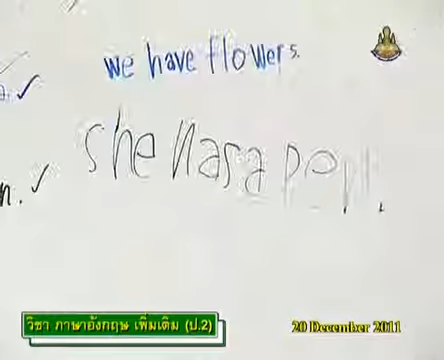 we have flowers.
a. ✓
she has a pen.
n. ✓
วิชา ภาษาอังกฤษ เพิ่มเติม (ป.2)
20 December 2011